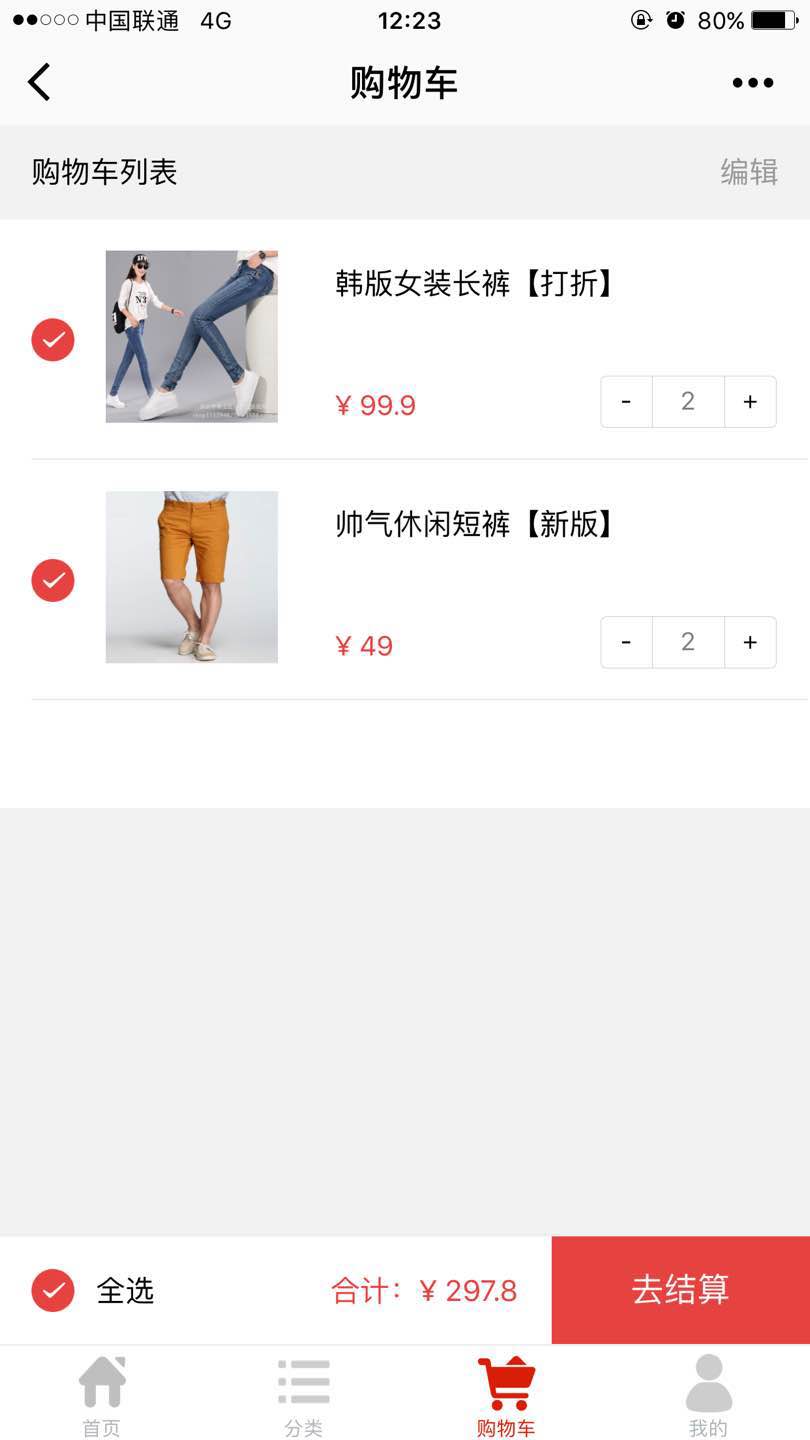 中国联通 4G 12:23 80%
购物车
购物车列表 编辑
韩版女装长裤【打折】
¥ 99.9 - 2 +
帅气休闲短裤【新版】
¥ 49 - 2 +
全选 合计：¥ 297.8 去结算
首页 分类 购物车 我的